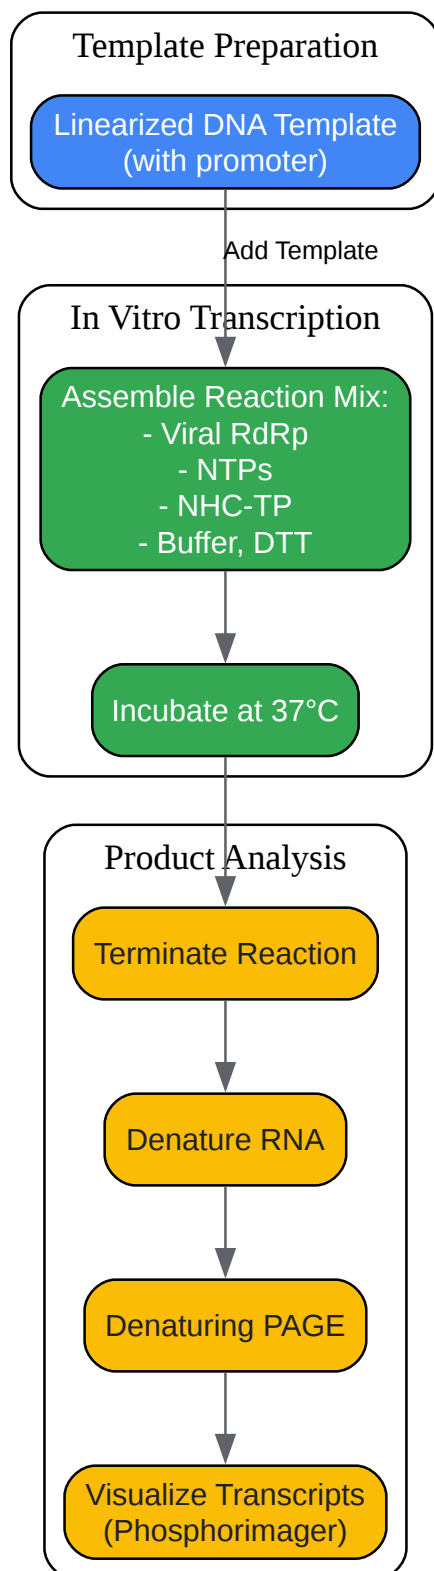 Template Preparation
Linearized DNA Template
(with promoter)
Add Template
In Vitro Transcription
Assemble Reaction Mix:
- Viral RdRp
- NTPs
- NHC-TP
- Buffer, DTT
Incubate at 37°C
Product Analysis
Terminate Reaction
Denature RNA
Denaturing PAGE
Visualize Transcripts
(Phosphorimager)